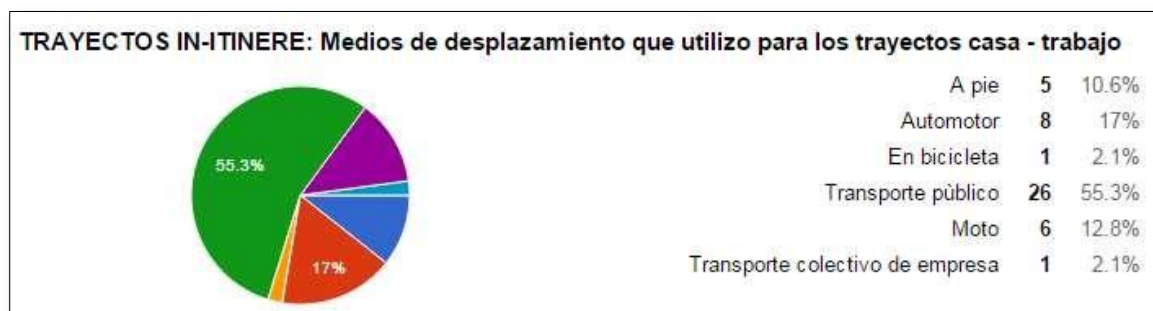 TRAYECTOS IN-ITINERE: Medios de desplazamiento que utilizo para los trayectos casa - trabajo
55.3%
17%
A pie 5 10.6%
Automotor 8 17%
En bicicleta 1 2.1%
Transporte pùblico 26 55.3%
Moto 6 12.8%
Transporte colectivo de empresa 1 2.1%